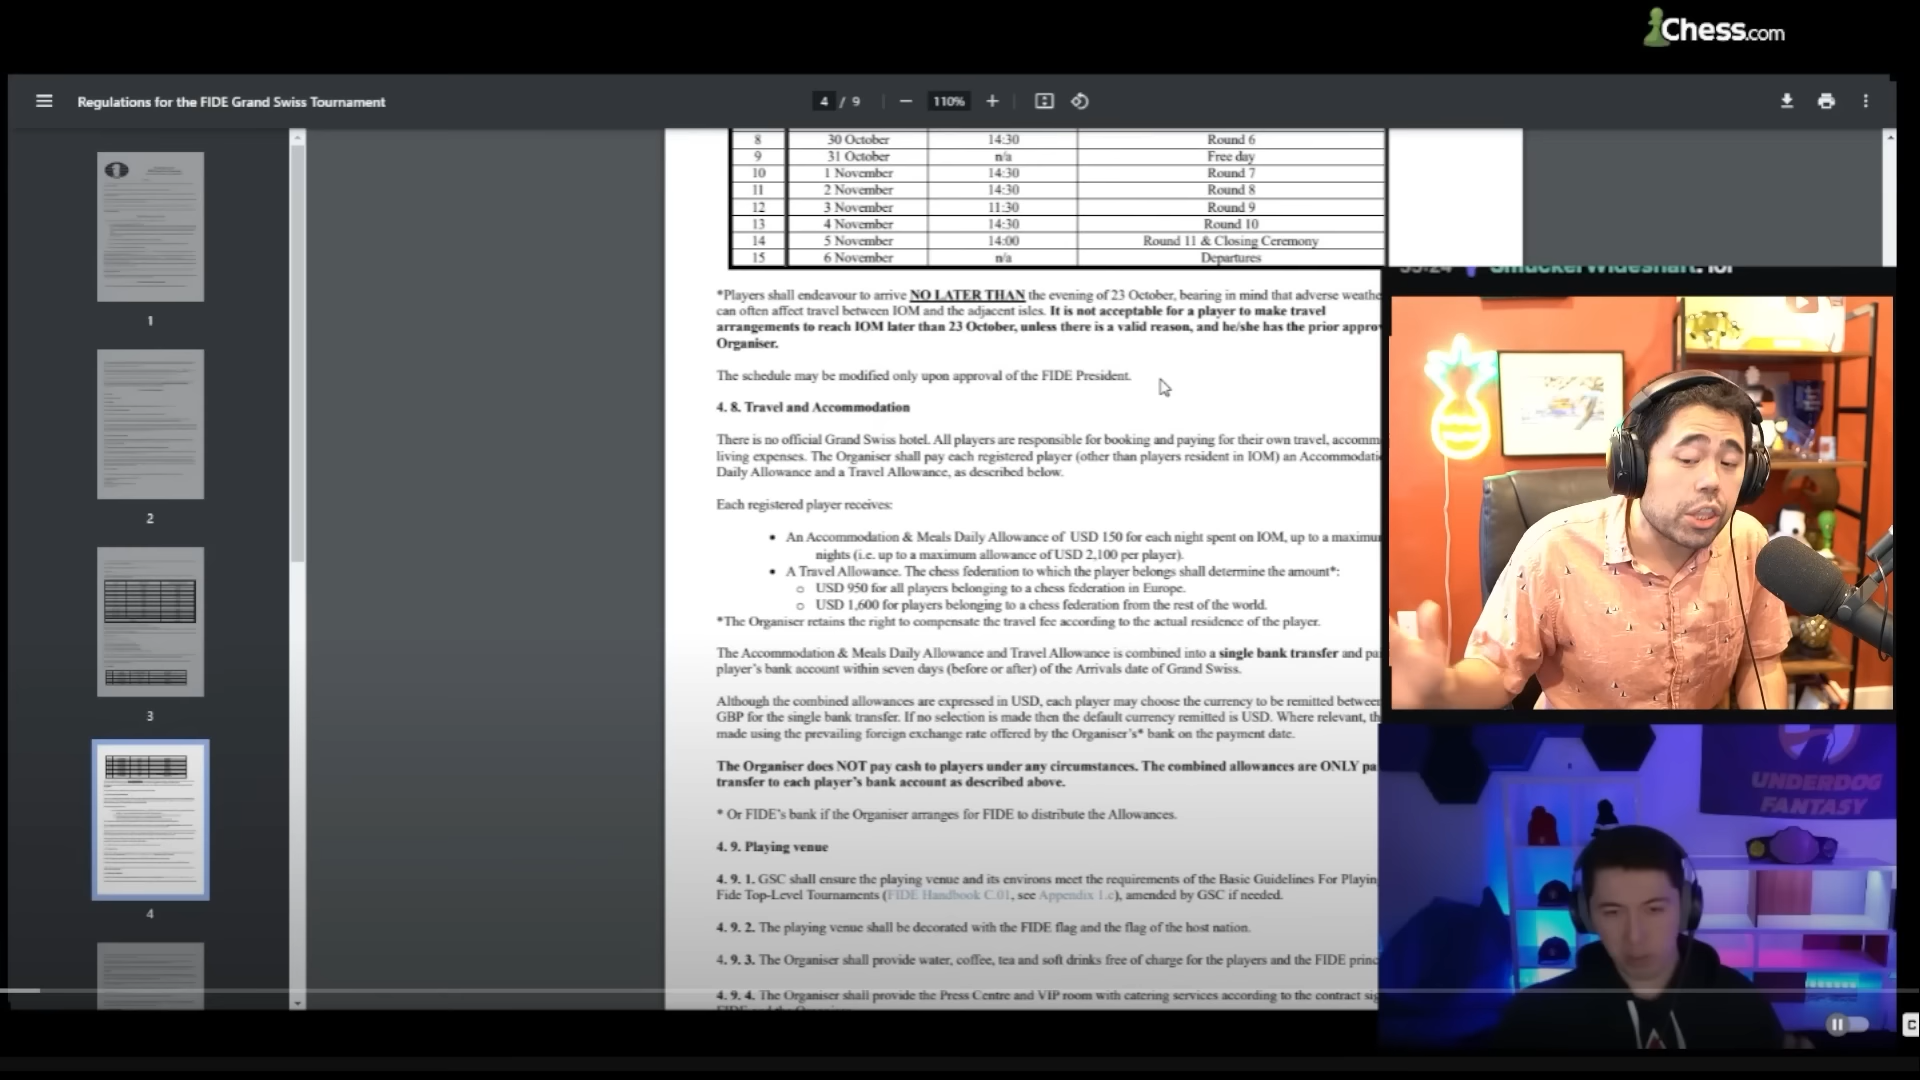 Chess.com
Regulations for the FIDE Grand Swiss Tournament
4 / 9
110%
8 30 October 14:30 Round 6
9 31 October n/a Free day
10 1 November 14:30 Round 7
11 2 November 14:30 Round 8
12 3 November 11:30 Round 9
13 4 November 14:30 Round 10
14 5 November 14:00 Round 11 & Closing Ceremony
15 6 November n/a Departures
*Players shall endeavour to arrive NO LATER THAN the evening of 23 October, bearing in mind that adverse weathe
can often affect travel between IOM and the adjacent isles. It is not acceptable for a player to make travel
arrangements to reach IOM later than 23 October, unless there is a valid reason, and he/she has the prior appro
Organiser.
The schedule may be modified only upon approval of the FIDE President.
4. 8. Travel and Accommodation
There is no official Grand Swiss hotel. All players are responsible for booking and paying for their own travel, accomm
living expenses. The Organiser shall pay each registered player (other than players resident in IOM) an Accommodati
Daily Allowance and a Travel Allowance, as described below.
Each registered player receives:
• An Accommodation & Meals Daily Allowance of USD 150 for each night spent on IOM, up to a maximu
nights (i.e. up to a maximum allowance of USD 2,100 per player).
• A Travel Allowance. The chess federation to which the player belongs shall determine the amount*:
o USD 950 for all players belonging to a chess federation in Europe.
o USD 1,600 for players belonging to a chess federation from the rest of the world.
*The Organiser retains the right to compensate the travel fee according to the actual residence of the player.
The Accommodation & Meals Daily Allowance and Travel Allowance is combined into a single bank transfer and pa
player's bank account within seven days (before or after) of the Arrivals date of Grand Swiss.
Although the combined allowances are expressed in USD, each player may choose the currency to be remitted between
GBP for the single bank transfer. If no selection is made then the default currency remitted is USD. Where relevant, th
made using the prevailing foreign exchange rate offered by the Organiser's* bank on the payment date.
The Organiser does NOT pay cash to players under any circumstances. The combined allowances are ONLY pa
transfer to each player's bank account as described above.
* Or FIDE's bank if the Organiser arranges for FIDE to distribute the Allowances.
4. 9. Playing venue
4. 9. 1. GSC shall ensure the playing venue and its environs meet the requirements of the Basic Guidelines For Playin
Fide Top-Level Tournaments (FIDE Handbook C.01, see Appendix 1.c), amended by GSC if needed.
4. 9. 2. The playing venue shall be decorated with the FIDE flag and the flag of the host nation.
4. 9. 3. The Organiser shall provide water, coffee, tea and soft drinks free of charge for the players and the FIDE princ
4. 9. 4. The Organiser shall provide the Press Centre and VIP room with catering services according to the contract sig
1
2
3
4
UNDERDOG
FANTASY